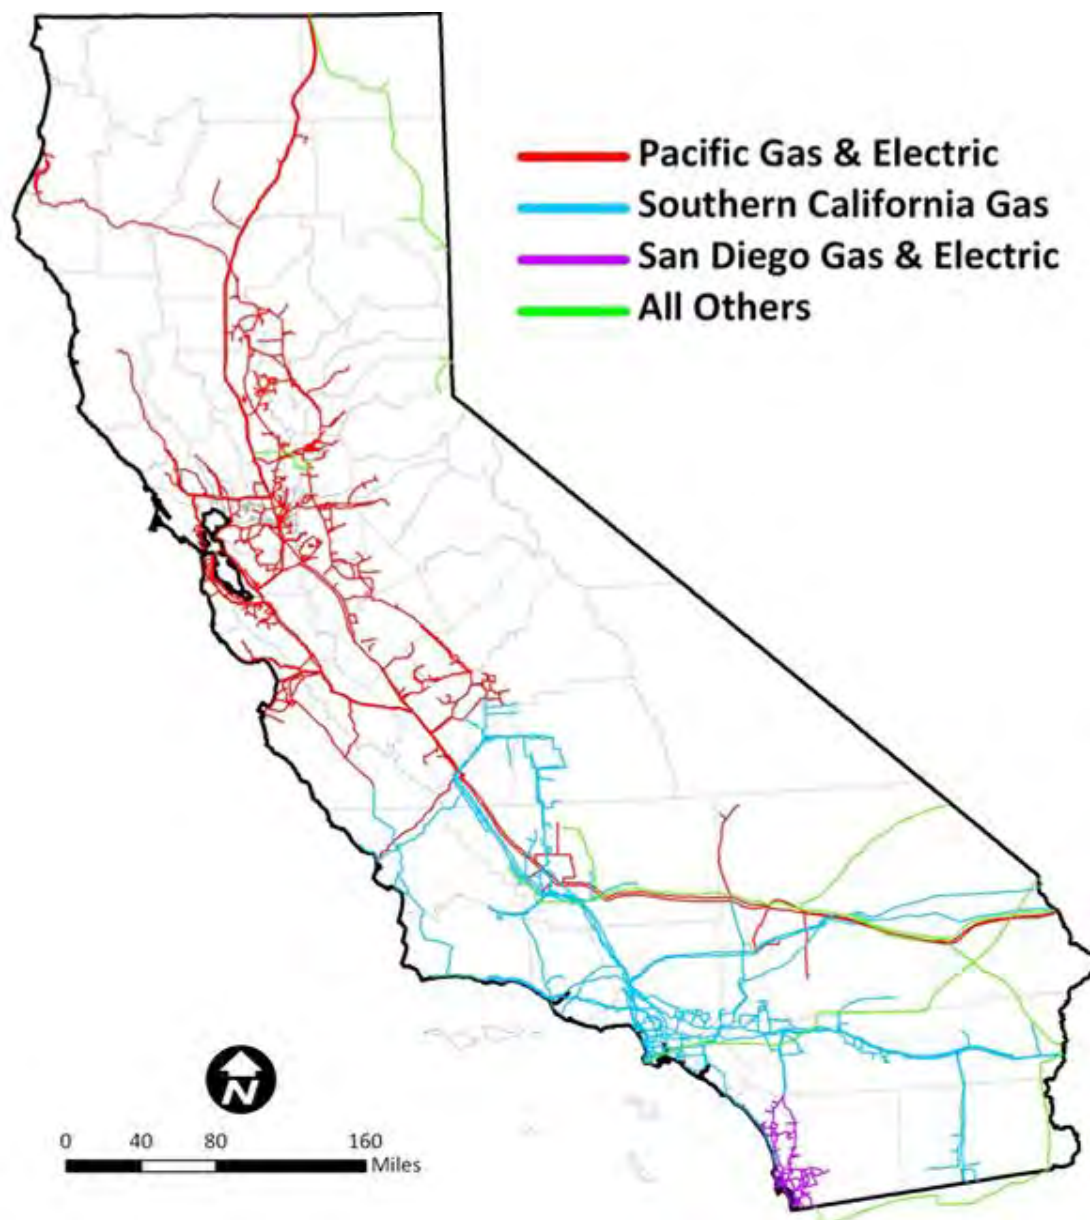 Pacific Gas & Electric
Southern California Gas
San Diego Gas & Electric
All Others
N
0 40 80 160
Miles